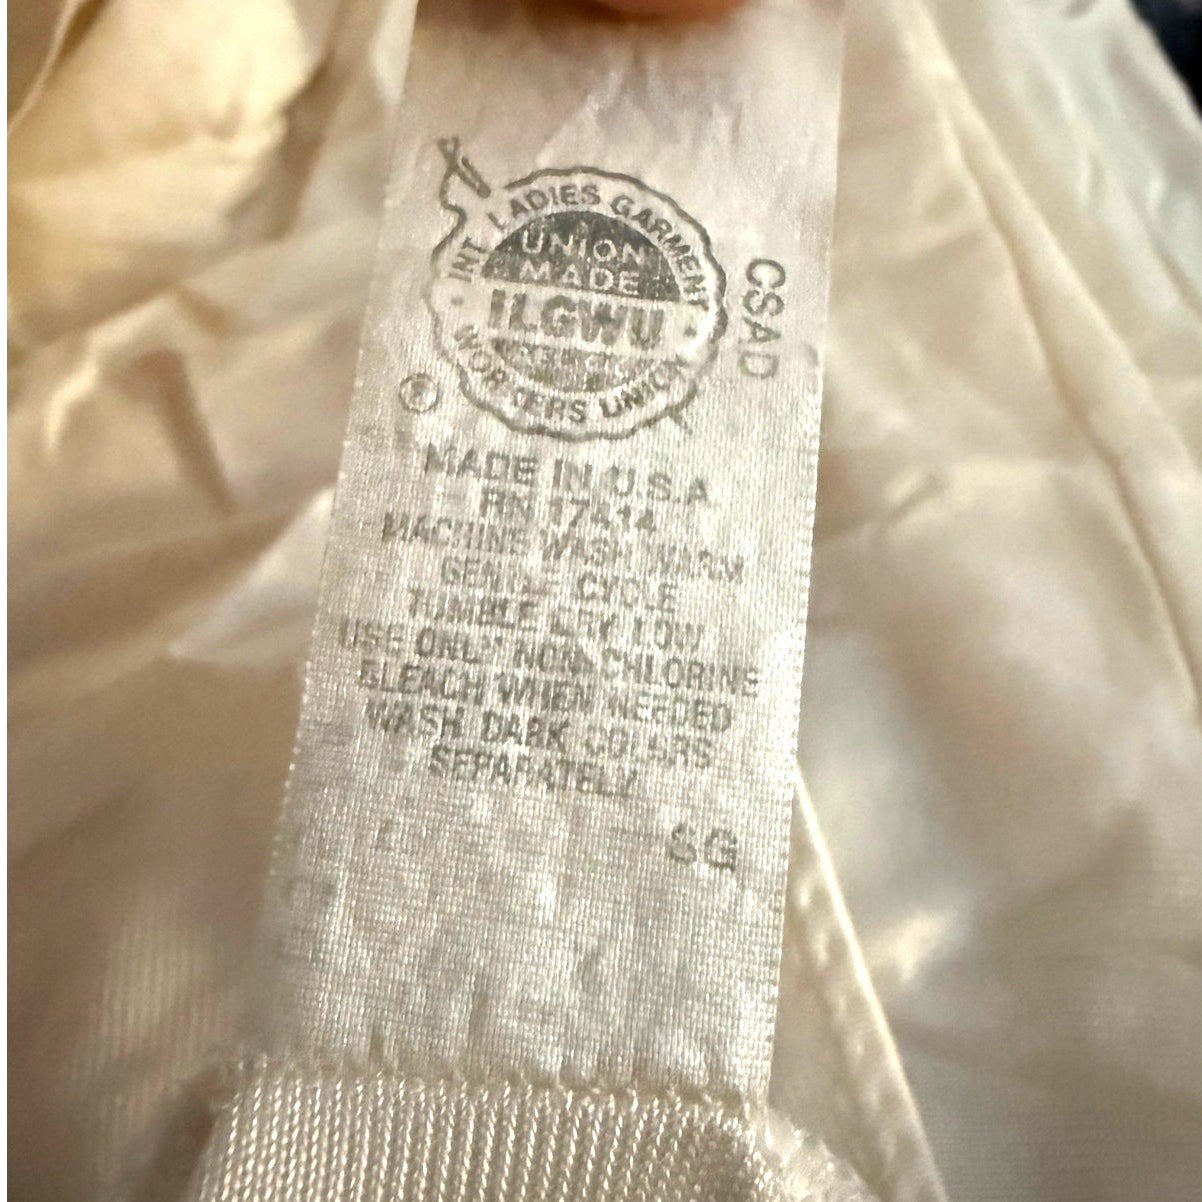 INT LADIES GARMENT
UNION
MADE
ILGWU
WORKERS UNION
CSAD
®
MADE IN U.S.A
RN
MACHINE WASH WARM
GENTLE CYCLE
TUMBLE DRY LOW
USE ONLY NON-CHLORINE
BLEACH WHEN NEEDED
WASH DARK COLORS
SEPARATELY
SG